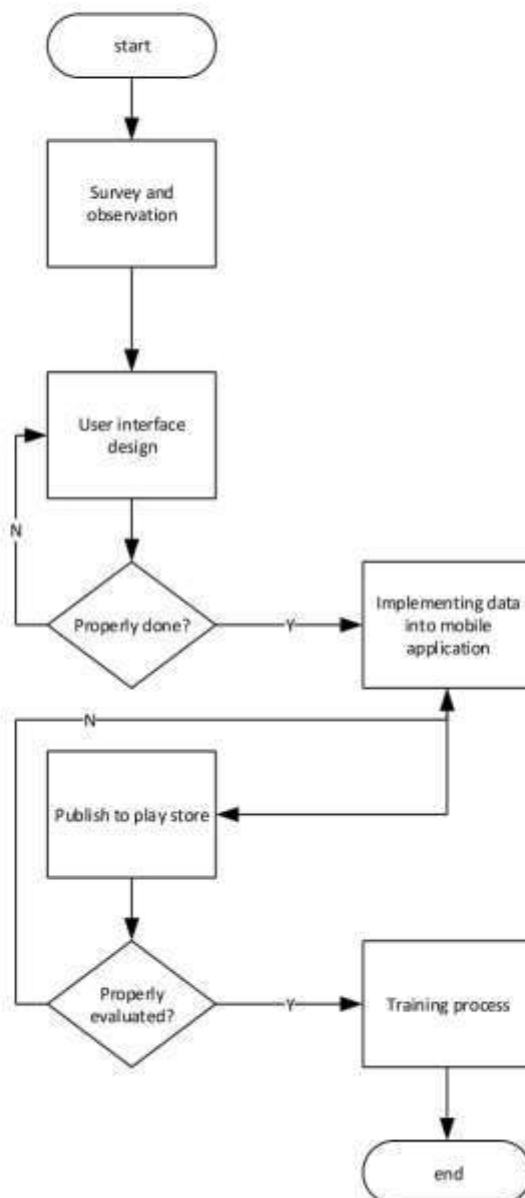 start
Survey and
observation
User interface
design
N
Properly done?
Y
Implementing data
into mobile
application
N
Publish to play store
Properly
evaluated?
Y
Training process
end